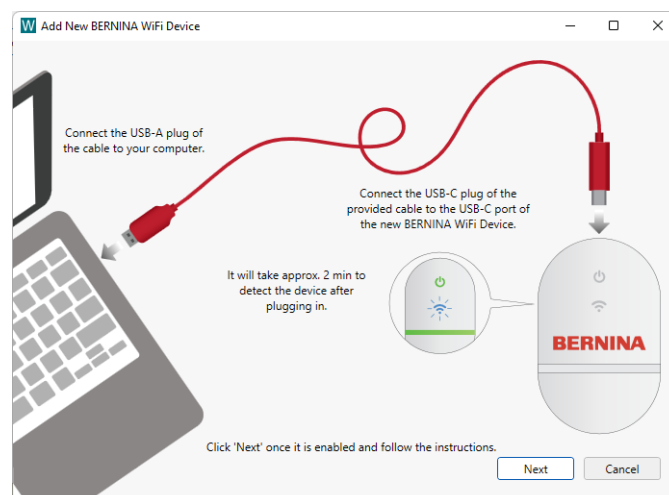 W Add New BERNINA WiFi Device
Connect the USB-A plug of
the cable to your computer.
Connect the USB-C plug of the
provided cable to the USB-C port of
the new BERNINA WiFi Device.
It will take approx. 2 min to
detect the device after
plugging in.
BERNINA
Click 'Next' once it is enabled and follow the instructions.
Next
Cancel